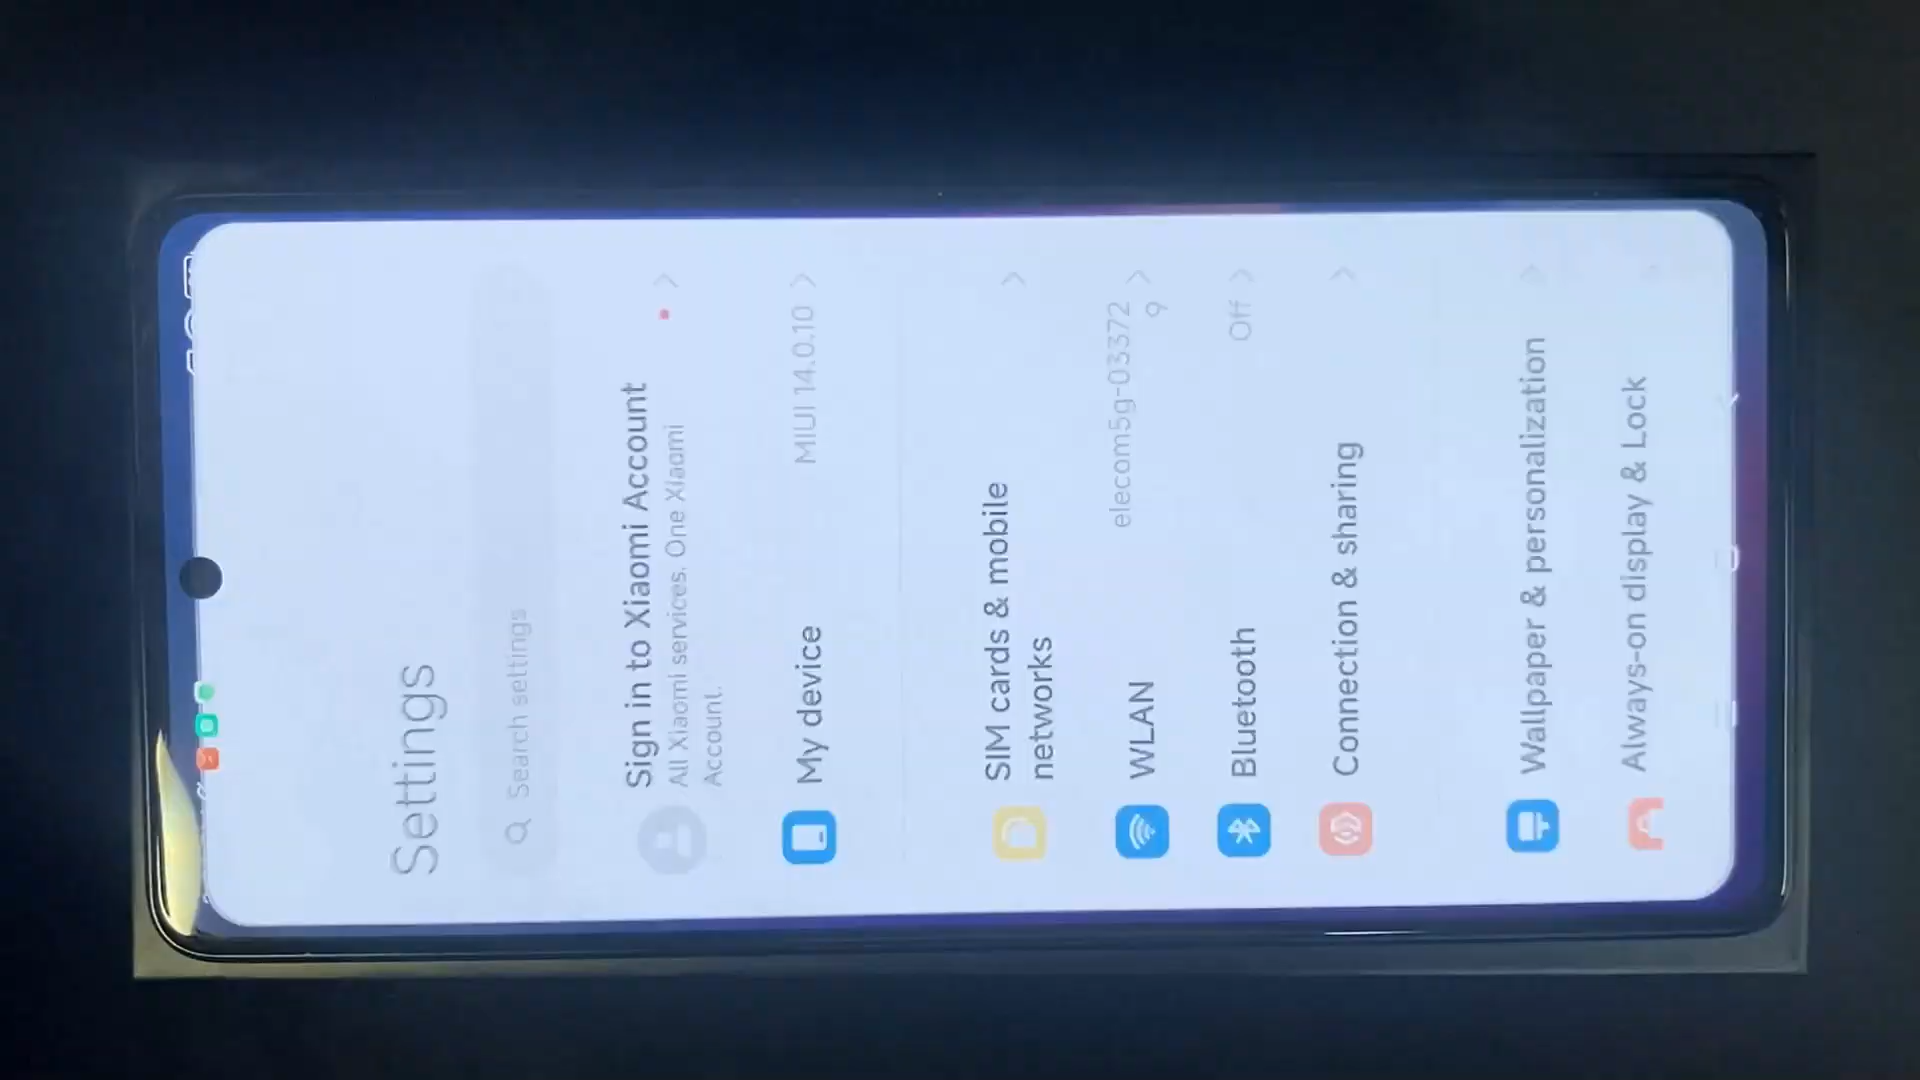 Settings
Search settings
Sign in to Xiaomi Account
All Xiaomi services. One Xiaomi
Account.
My device
MIUI 14.0.10
SIM cards & mobile
networks
WLAN
elecom5g-03372
9
Bluetooth
Off
Connection & sharing
Wallpaper & personalization
Always-on display & Lock